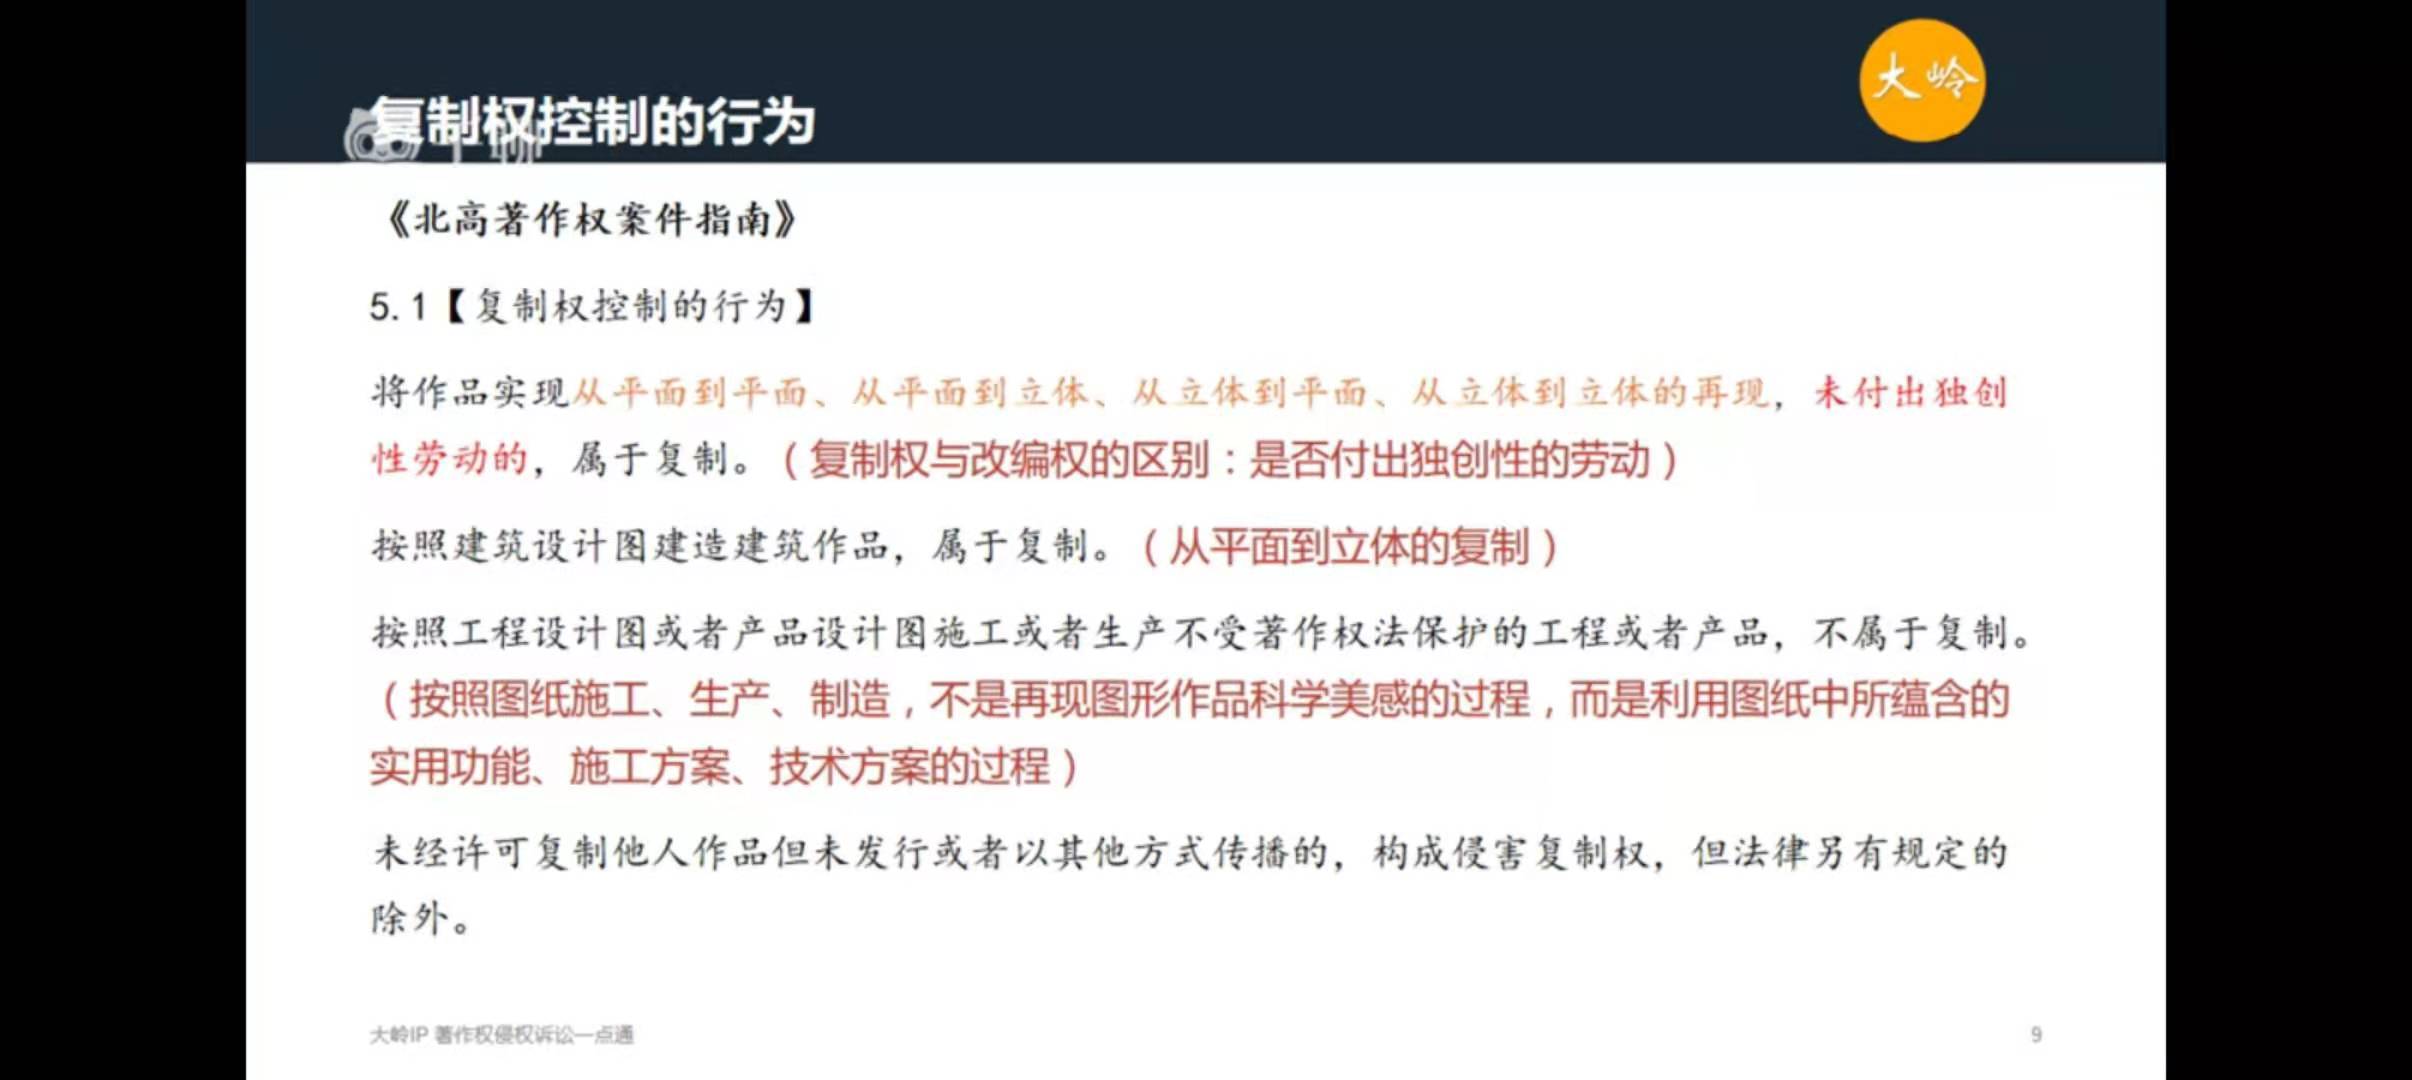 大岭
复制权控制的行为
《北高著作权案件指南》
5.1【复制权控制的行为】
将作品实现从平面到平面、从平面到立体、从立体到平面、从立体到立体的再现，未付出独创
性劳动的，属于复制。（复制权与改编权的区别：是否付出独创性的劳动）
按照建筑设计图建造建筑作品，属于复制。（从平面到立体的复制）
按照工程设计图或者产品设计图施工或者生产不受著作权法保护的工程或者产品，不属于复制。
（按照图纸施工、生产、制造，不是再现图形作品科学美感的过程，而是利用图纸中所蕴含的
实用功能、施工方案、技术方案的过程）
未经许可复制他人作品但未发行或者以其他方式传播的，构成侵害复制权，但法律另有规定的
除外。
大岭IP 著作权侵权诉讼一点通
9